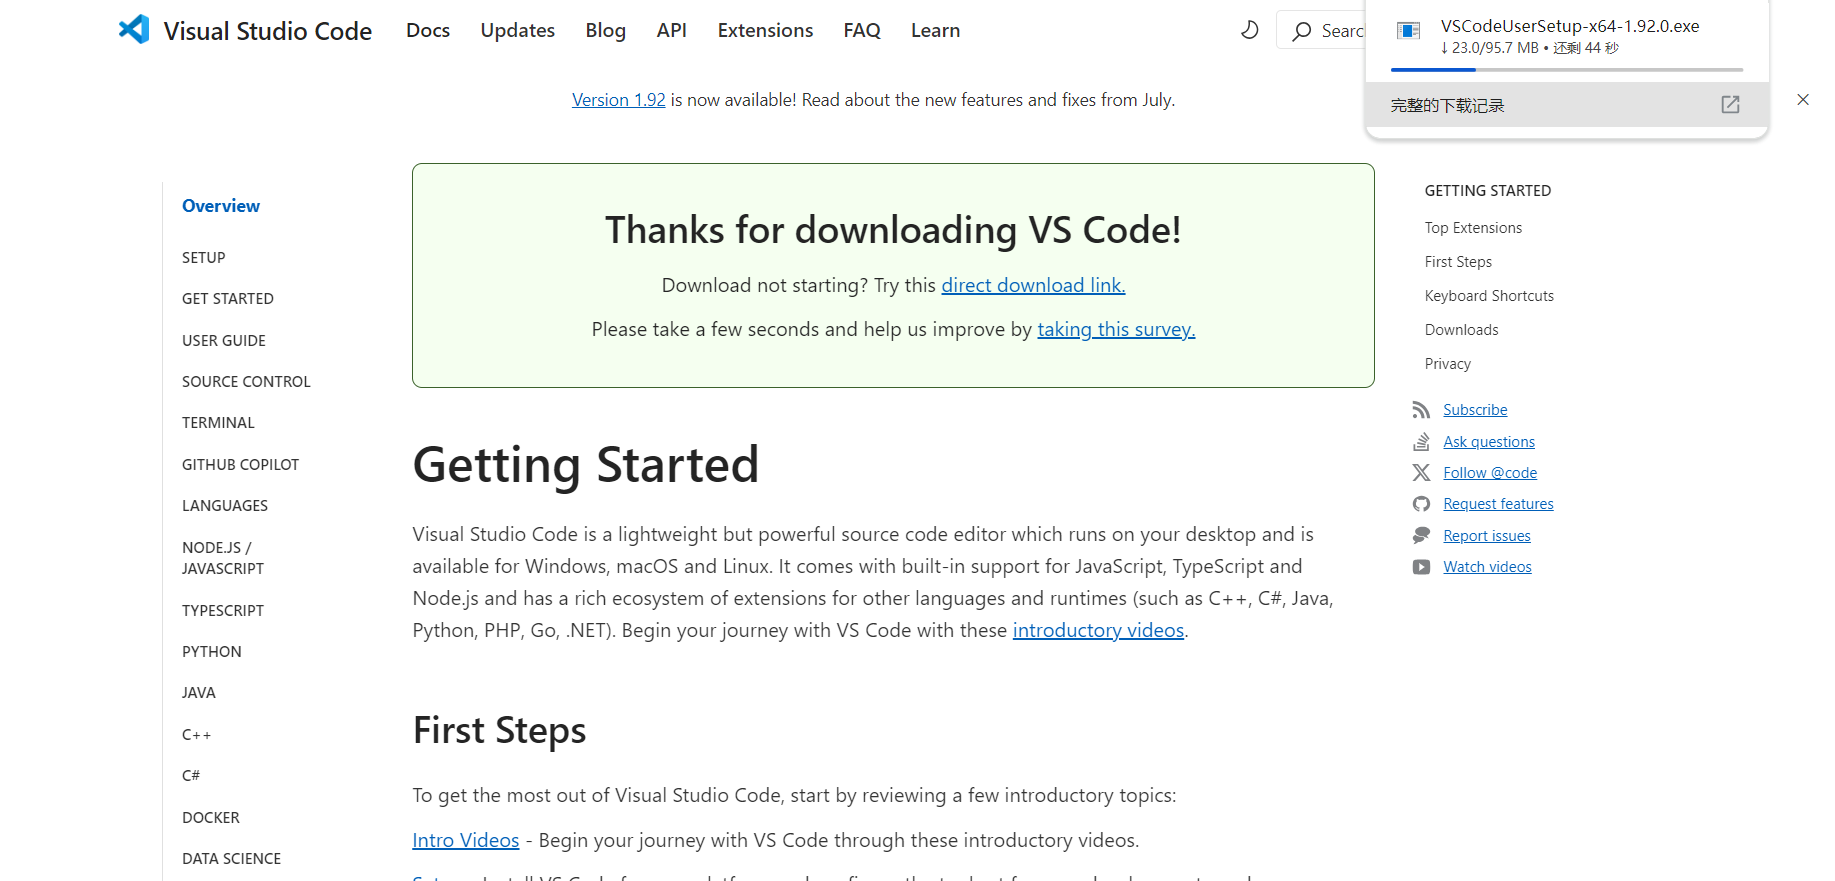 Visual Studio Code
Docs
Updates
Blog
API
Extensions
FAQ
Learn
VSCodeUserSetup-x64-1.92.0.exe
↓ 23.0/95.7 MB • 还剩 44 秒
完整的下载记录
Version 1.92 is now available! Read about the new features and fixes from July.
Overview
SETUP
GET STARTED
USER GUIDE
SOURCE CONTROL
TERMINAL
GITHUB COPILOT
LANGUAGES
NODE.JS /
JAVASCRIPT
TYPESCRIPT
PYTHON
JAVA
C++
C#
DOCKER
DATA SCIENCE
Thanks for downloading VS Code!
Download not starting? Try this direct download link.
Please take a few seconds and help us improve by taking this survey.
Getting Started
Visual Studio Code is a lightweight but powerful source code editor which runs on your desktop and is
available for Windows, macOS and Linux. It comes with built-in support for JavaScript, TypeScript and
Node.js and has a rich ecosystem of extensions for other languages and runtimes (such as C++, C#, Java,
Python, PHP, Go, .NET). Begin your journey with VS Code with these introductory videos.
First Steps
To get the most out of Visual Studio Code, start by reviewing a few introductory topics:
Intro Videos - Begin your journey with VS Code through these introductory videos.
GETTING STARTED
Top Extensions
First Steps
Keyboard Shortcuts
Downloads
Privacy
Subscribe
Ask questions
Follow @code
Request features
Report issues
Watch videos